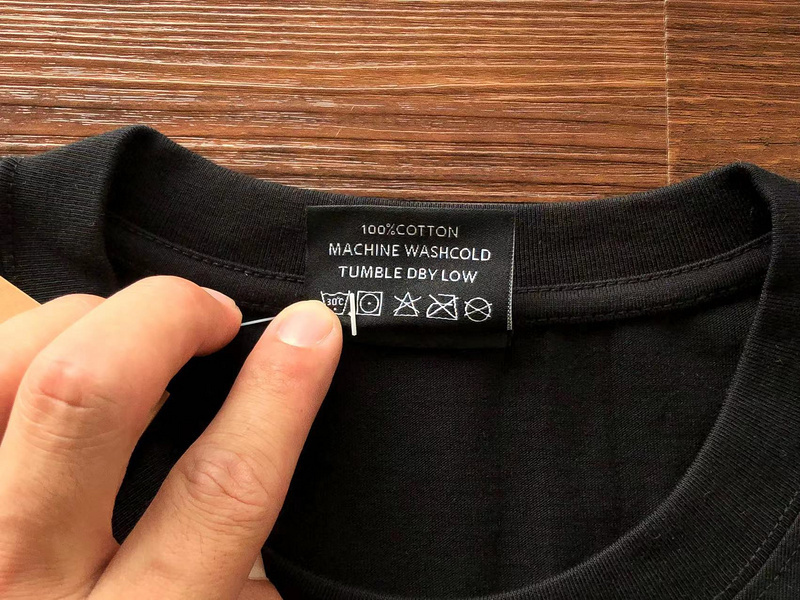 100%COTTON
MACHINE WASHCOLD
TUMBLE DBY LOW
30℃